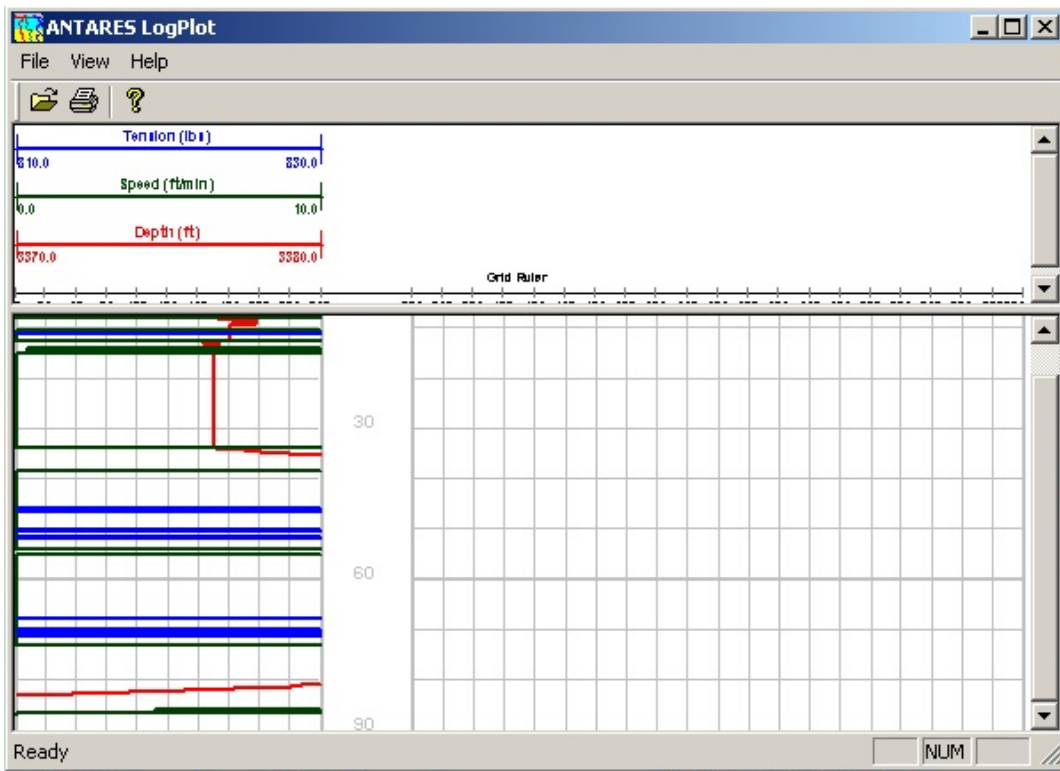 ANTARES LogPlot
File View Help
Tension (lbs)
810.0 830.0
Speed (ft/min)
0.0 10.0
Depth (ft)
3370.0 3380.0
Grid Ruler
30
60
90
Ready NUM